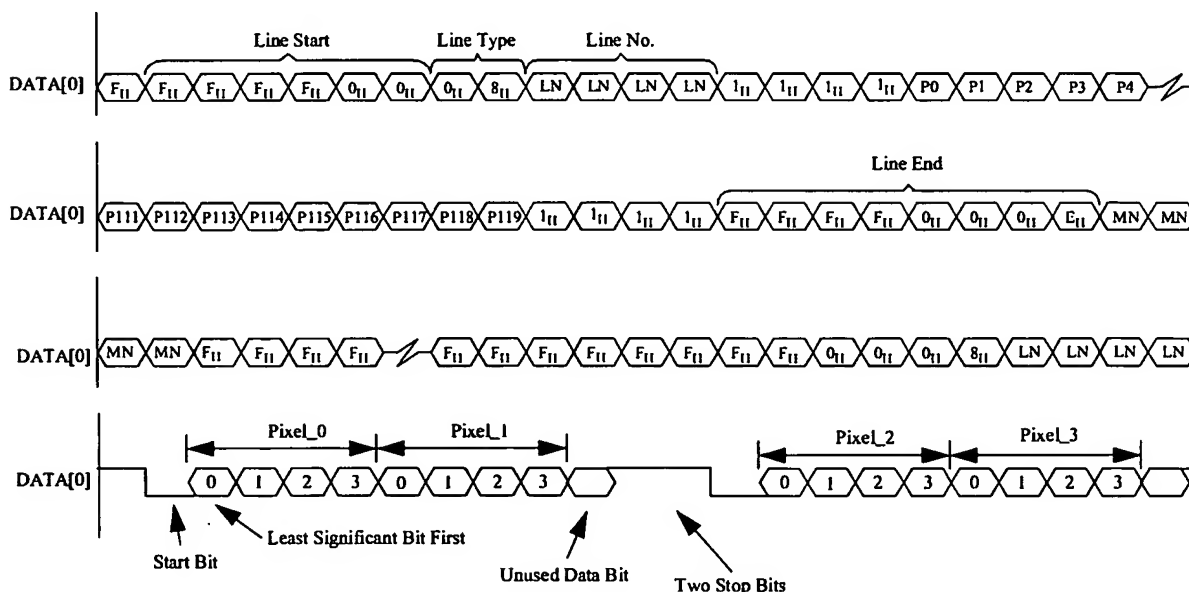 Line Start Line Type Line No.
DATA[0] FH FH FH FH FH 0H 0H 0H 8H LN LN LN LN 1H 1H 1H 1H P0 P1 P2 P3 P4
Line End
DATA[0] P111 P112 P113 P114 P115 P116 P117 P118 P119 1H 1H 1H 1H FH FH FH FH 0H 0H 0H EH MN MN
DATA[0] MN MN FH FH FH FH FH FH FH FH FH FH FH FH 0H 0H 0H 8H LN LN LN LN
Pixel_0 Pixel_1 Pixel_2 Pixel_3
DATA[0] 0 1 2 3 0 1 2 3 0 1 2 3 0 1 2 3
Least Significant Bit First
Start Bit Unused Data Bit Two Stop Bits